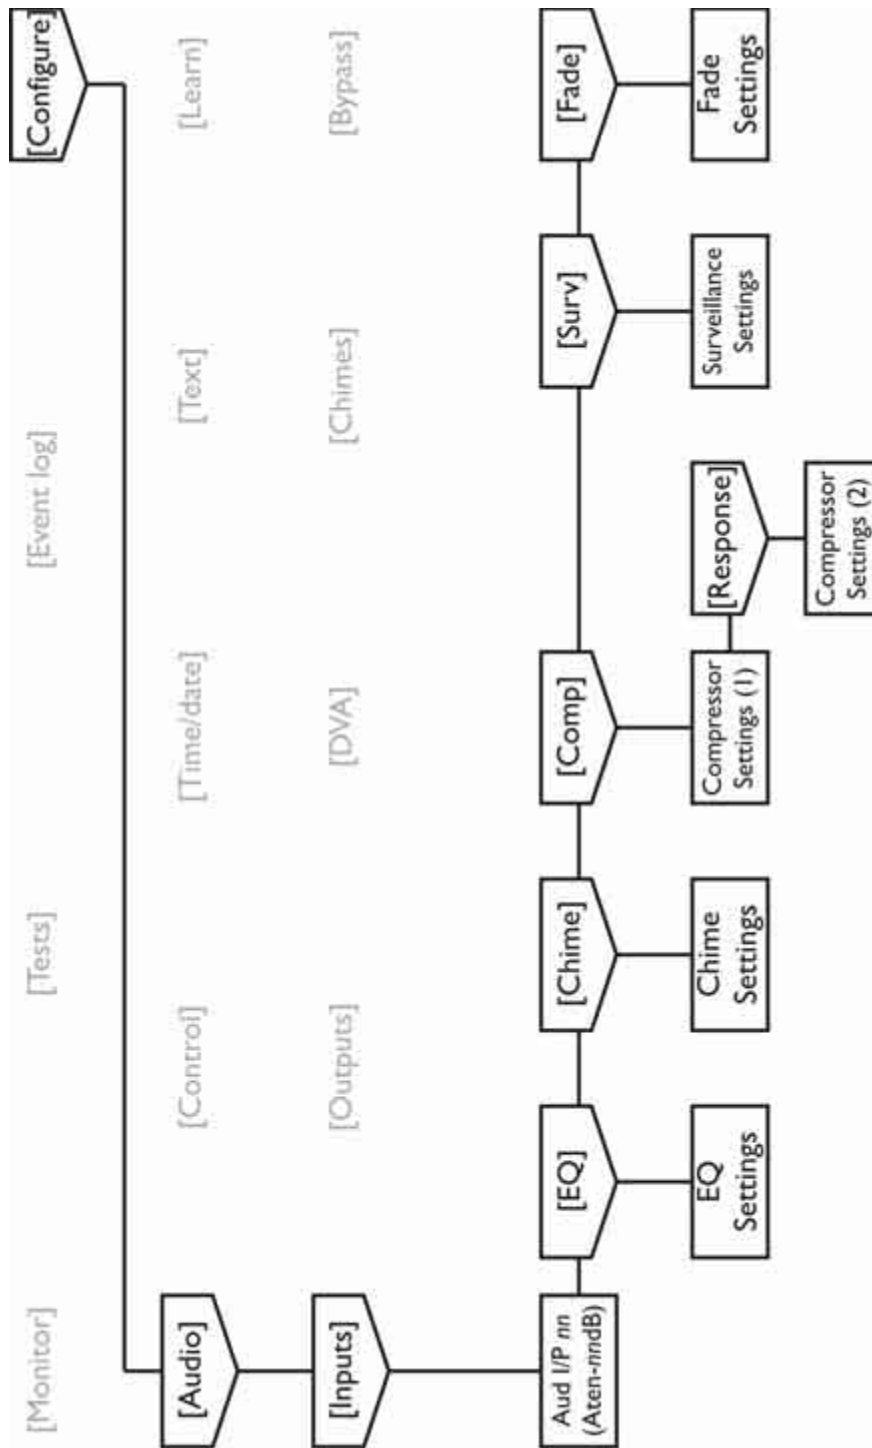 [Monitor]
[Tests]
[Event log]
[Configure]
[Audio]
[Control]
[Time/date]
[Text]
[Learn]
[Inputs]
[Outputs]
[DVA]
[Chimes]
[Bypass]
Aud I/P nn
(Aten-nndB)
[EQ]
[Chime]
[Comp]
[Surv]
[Fade]
EQ
Settings
Chime
Settings
Compressor
Settings (1)
[Response]
Surveillance
Settings
Fade
Settings
Compressor
Settings (2)